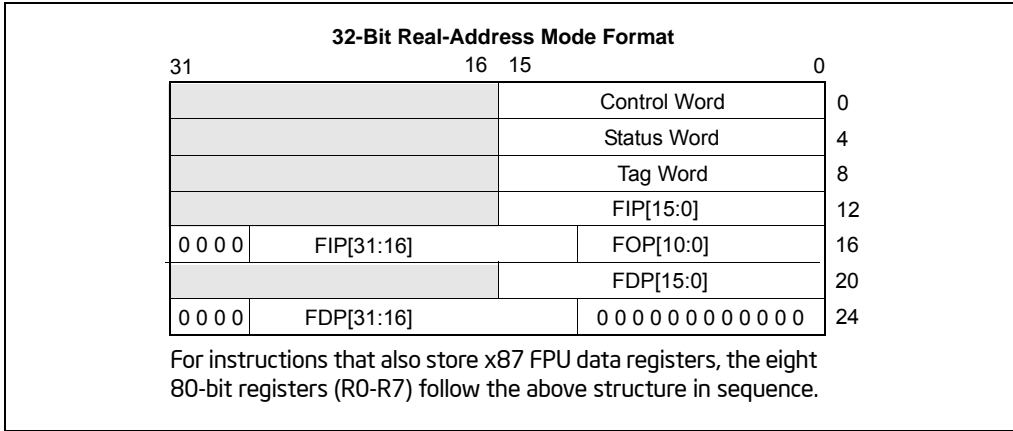 32-Bit Real-Address Mode Format
31 16 15 0
Control Word 0
Status Word 4
Tag Word 8
FIP[15:0] 12
0 0 0 0 FIP[31:16] FOP[10:0] 16
FDP[15:0] 20
0 0 0 0 FDP[31:16] 0 0 0 0 0 0 0 0 0 0 0 0 24
For instructions that also store x87 FPU data registers, the eight
80-bit registers (R0-R7) follow the above structure in sequence.